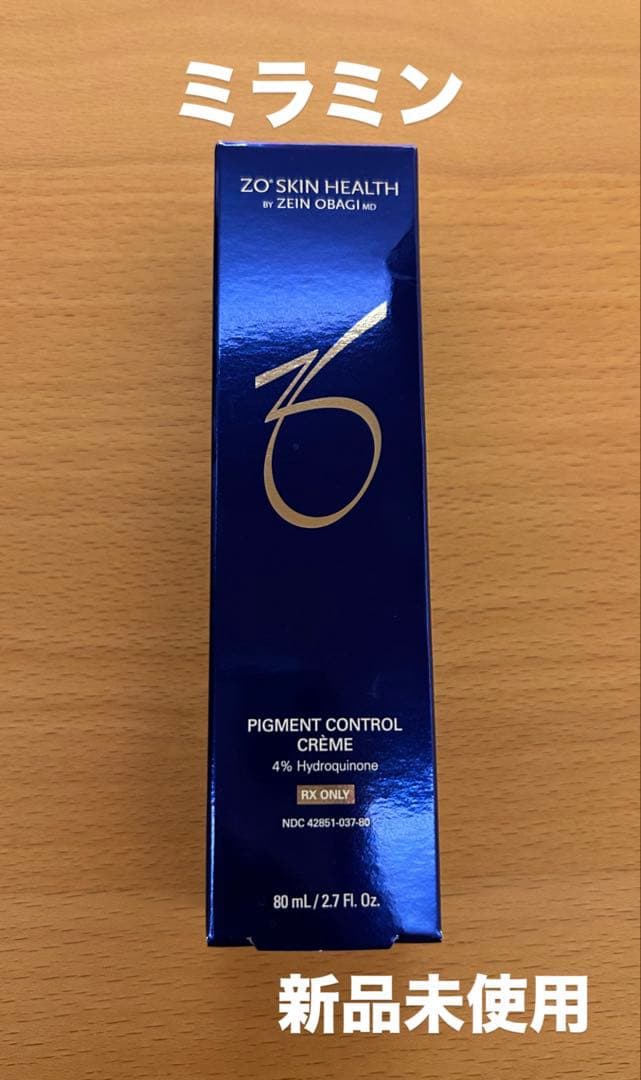 ミラミン
ZO® SKIN HEALTH
BY ZEIN OBAGI MD
PIGMENT CONTROL
CRÈME
4% Hydroquinone
RX ONLY
NDC 42851-037-80
80 mL / 2.7 Fl. Oz.
新品未使用